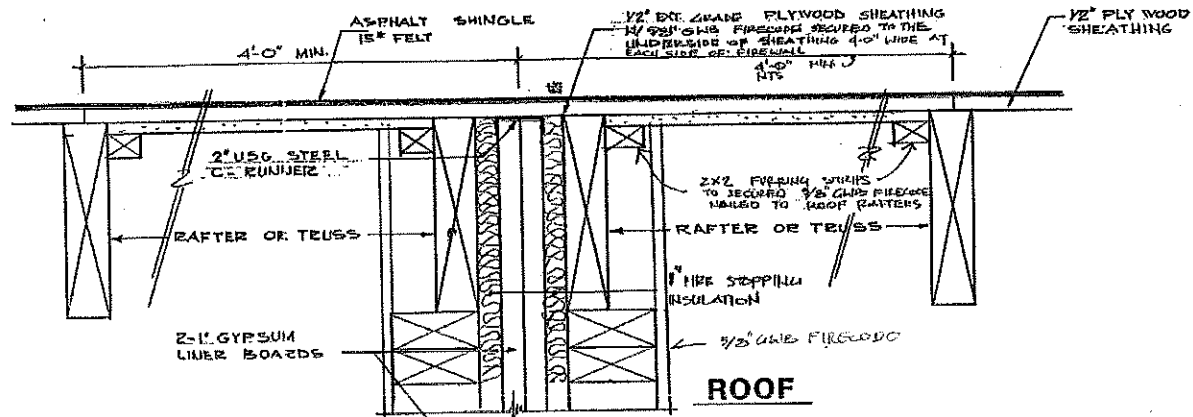 ASPHALT SHINGLE
15# FELT
1/2" EXT. GRADE PLYWOOD SHEATHING
W/ 5/8" GWB FIRECODE SECURED TO THE
UNDERSIDE OF SHEATHING 4'-0" WIDE AT
EACH SIDE OF FIREWALL
1/2" PLY WOOD
SHEATHING
4'-0" MIN.
4'-0" MIN.
NTS
2" USG STEEL
C-RUNNER
2X2 FURRING STRIPS
TO SECURED 5/8" GWB FIRECODE
NAILED TO ROOF RAFTERS
RAFTER OR TRUSS
RAFTER OR TRUSS
1" FIRE STOPPING
INSULATION
2-1" GYPSUM
LINER BOARDS
5/8" GWB FIRECODE
ROOF